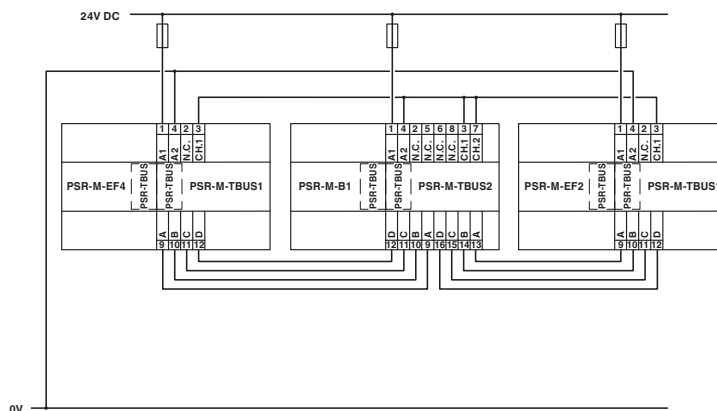 24V DC
1 4 2 3
A1 A2 N.C. CH.1
PSR-M-EF4 PSR-TBUS PSR-TBUS PSR-M-TBUS1
A B C D
9 10 11 12
1 4 2 5 6 8 3 7
A1 A2 N.C. N.C. N.C. N.C. CH.1 CH.2
PSR-M-B1 PSR-TBUS PSR-TBUS PSR-M-TBUS2
D C B A D C B A
12 11 10 9 16 15 14 13
1 4 2 3
A1 A2 N.C. CH.1
PSR-M-EF2 PSR-TBUS PSR-TBUS PSR-M-TBUS1
A B C D
9 10 11 12
0V